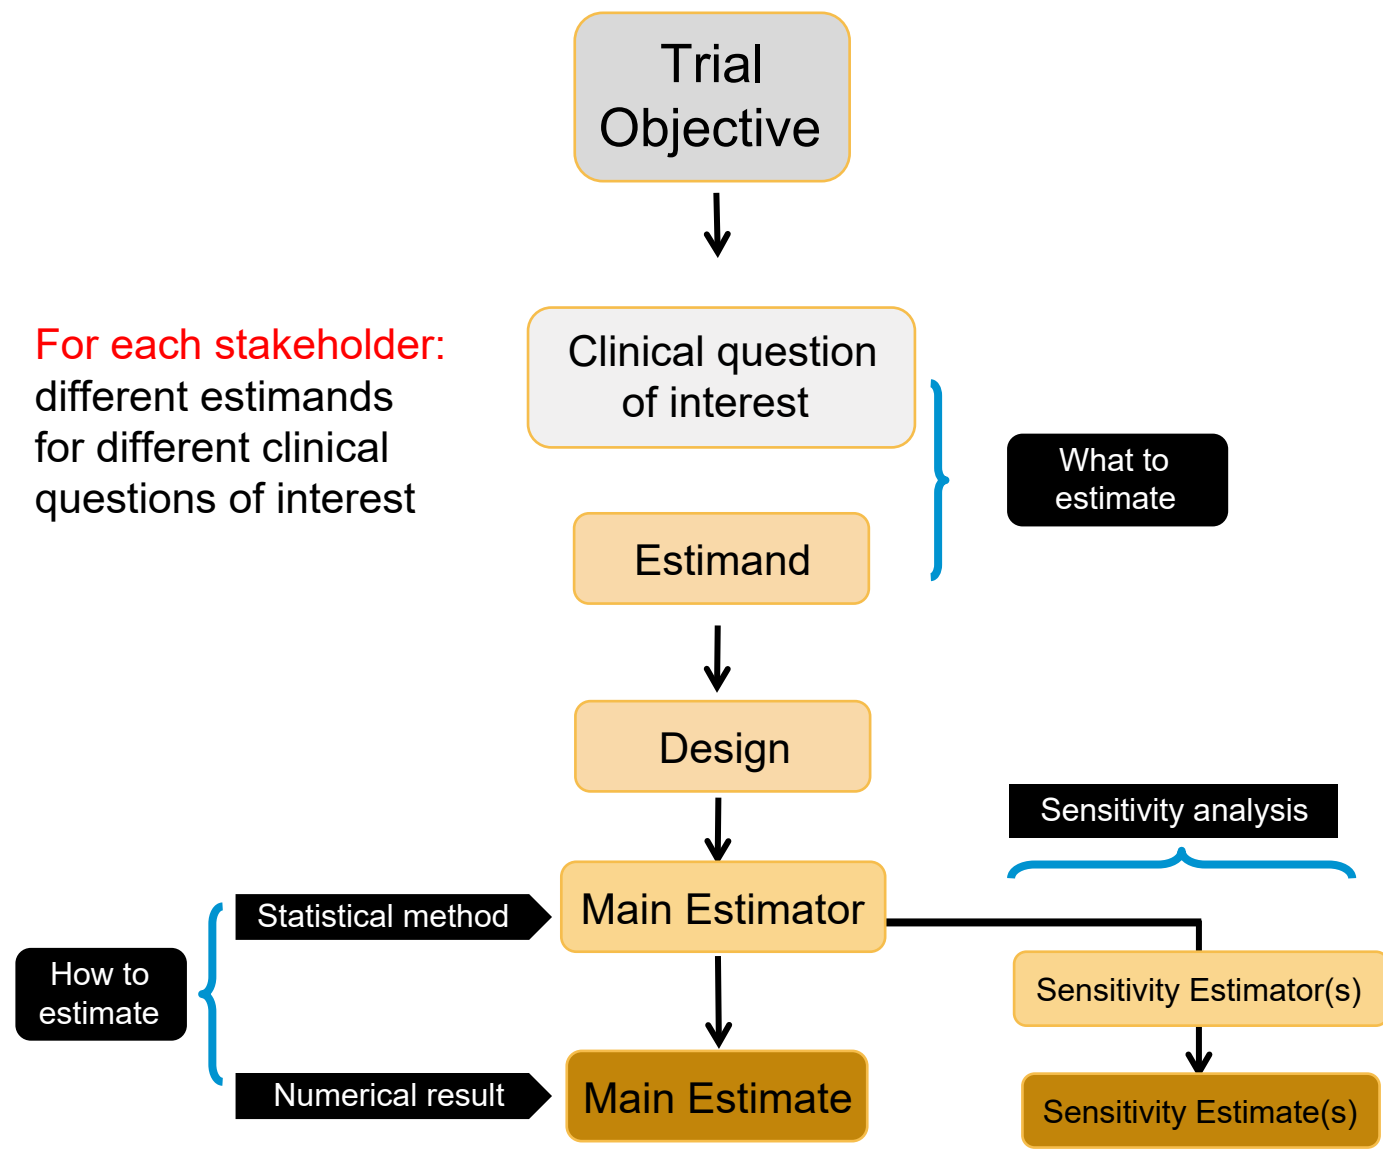 Trial
Objective
For each stakeholder:
different estimands
for different clinical
questions of interest
Clinical question
of interest
What to
estimate
Estimand
Design
Sensitivity analysis
Statistical method
Main Estimator
How to
estimate
Sensitivity Estimator(s)
Numerical result
Main Estimate
Sensitivity Estimate(s)